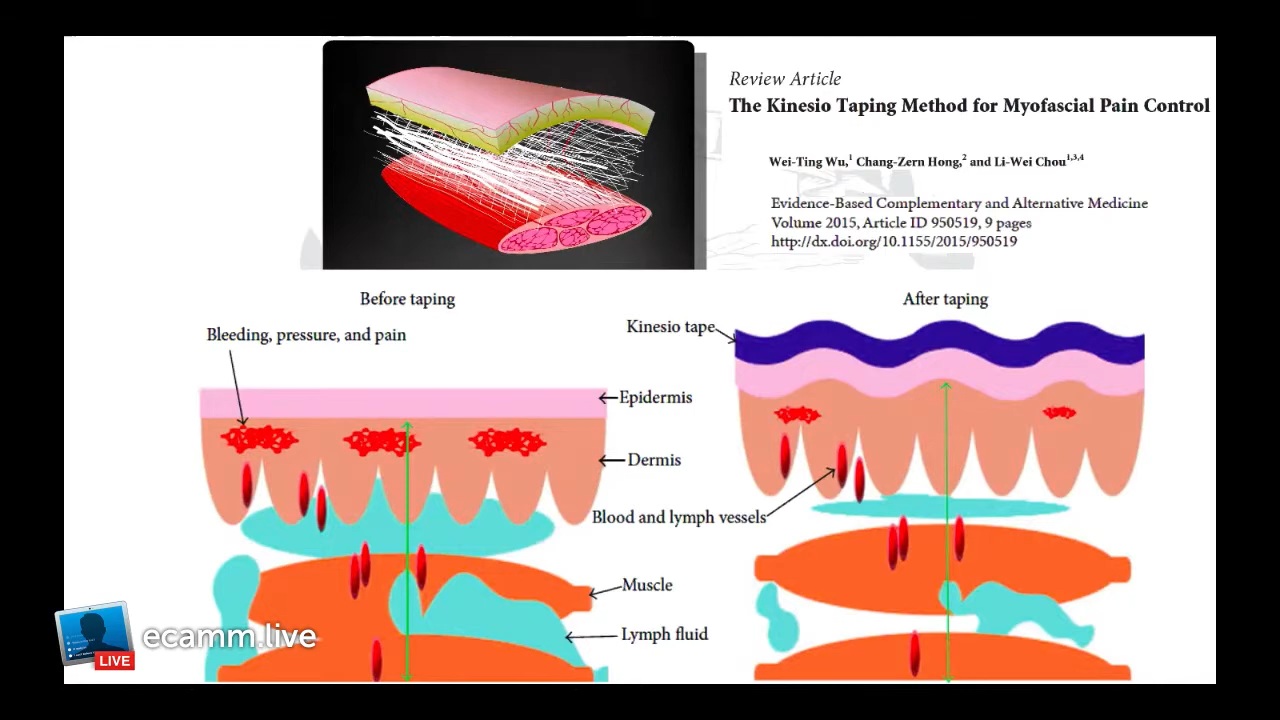 Review Article
The Kinesio Taping Method for Myofascial Pain Control
Wei-Ting Wu,1 Chang-Zern Hong,2 and Li-Wei Chou1,3,4
Evidence-Based Complementary and Alternative Medicine
Volume 2015, Article ID 950519, 9 pages
http://dx.doi.org/10.1155/2015/950519
Before taping
After taping
Bleeding, pressure, and pain
Kinesio tape
Epidermis
Dermis
Blood and lymph vessels
Muscle
Lymph fluid
ecamm.live
LIVE